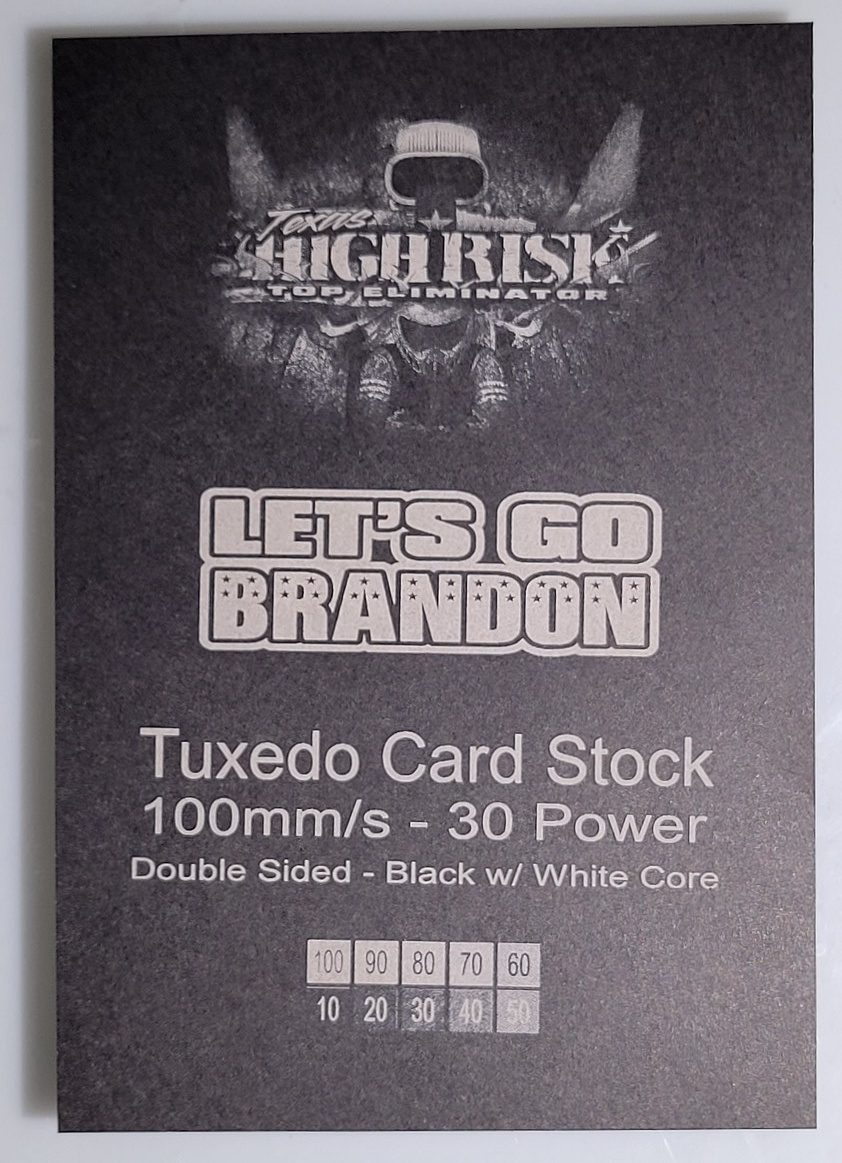 Texas
HIGH RISK
TOP ELIMINATOR
LET'S GO
BRANDON
Tuxedo Card Stock
100mm/s - 30 Power
Double Sided - Black w/ White Core
100 90 80 70 60
10 20 30 40 50